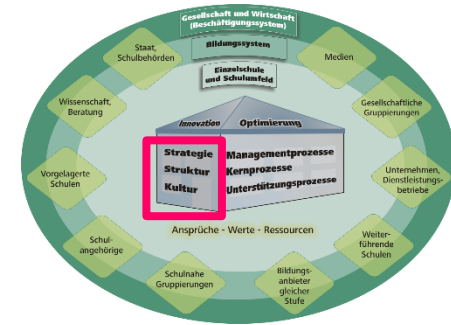 Gesellschaft und Wirtschaft
(Beschäftigungssystem)
Bildungssystem
Einzelschule
und Schulumfeld
Staat,
Schulbehörden
Medien
Wissenschaft,
Beratung
Gesellschaftliche
Gruppierungen
Innovation Optimierung
Strategie Managementprozesse
Struktur Kernprozesse
Kultur Unterstützungsprozesse
Vorgelagerte
Schulen
Unternehmen,
Dienstleistungs-
betriebe
Ansprüche - Werte - Ressourcen
Schul-
angehörige
Weiter-
führende
Schulen
Schulnahe
Gruppierungen
Bildungs-
anbieter
gleicher
Stufe